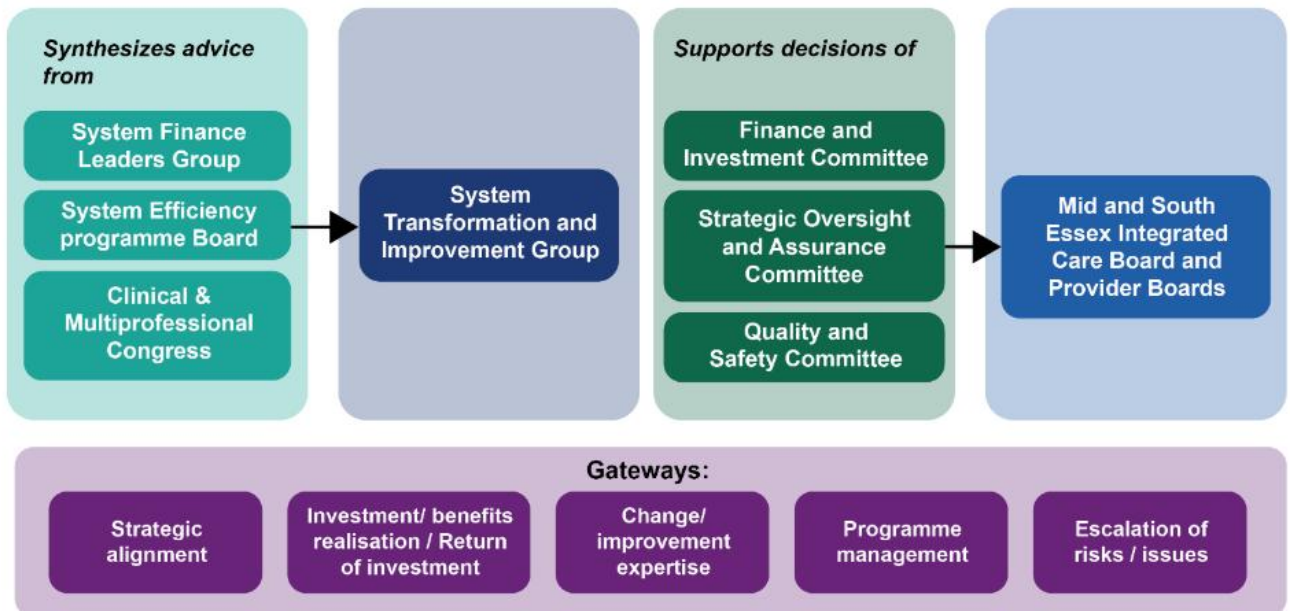 Synthesizes advice
from
System Finance
Leaders Group
System Efficiency
programme Board
Clinical &
Multiprofessional
Congress
System
Transformation and
Improvement Group
Supports decisions of
Finance and
Investment Committee
Strategic Oversight
and Assurance
Committee
Quality and
Safety Committee
Mid and South
Essex Integrated
Care Board and
Provider Boards
Gateways:
Strategic
alignment
Investment/ benefits
realisation / Return
of investment
Change/
improvement
expertise
Programme
management
Escalation of
risks / issues